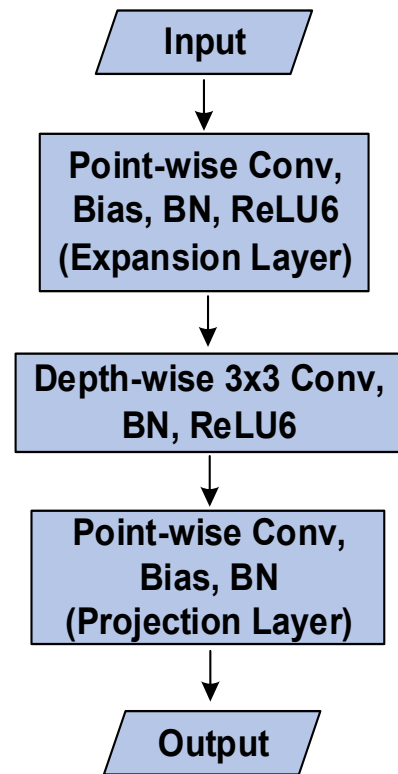 Input
Point-wise Conv,
Bias, BN, ReLU6
(Expansion Layer)
Depth-wise 3x3 Conv,
BN, ReLU6
Point-wise Conv,
Bias, BN
(Projection Layer)
Output